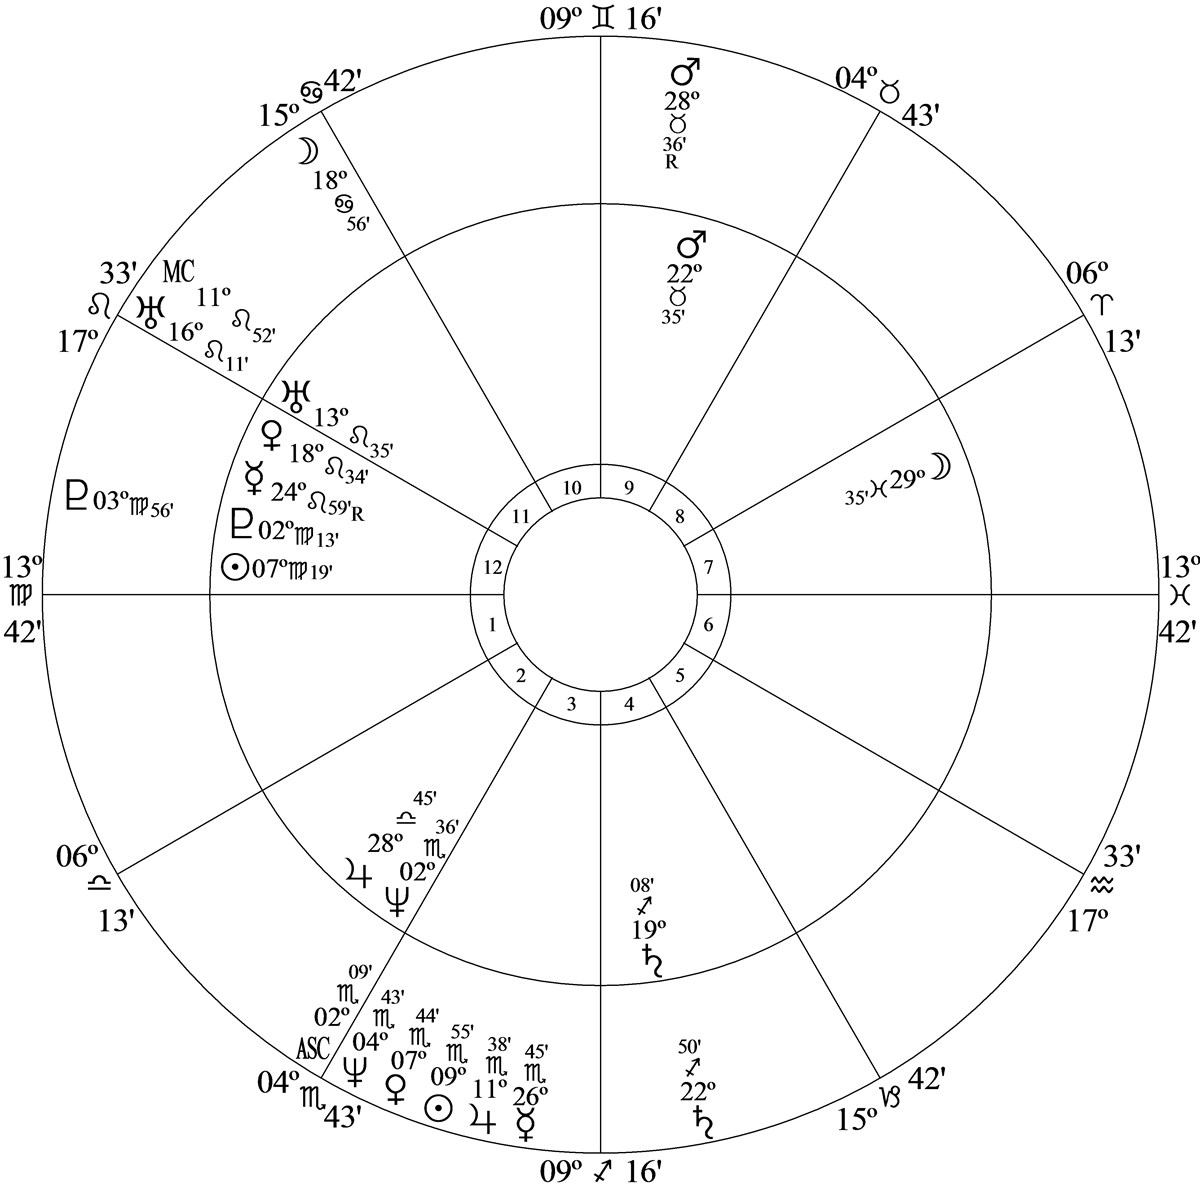 09º ♊ 16'
04º ♉ 43'
06º ♈ 13'
13º ♓ 42'
33' ♒ 17º
42' ♑ 15º
09º ♐ 16'
04º ♏ 43'
06º ♎ 13'
13º ♍ 42'
33' ♌ 17º
15º ♋ 42'
♂
28º
♉
36'
R
☽ 18º ♋ 56'
MC 11º ♌ 52'
♅ 16º ♌ 11'
♇ 03º ♍ 56'
ASC 02º ♏ 09'
♆ 04º ♏ 43'
♀ 07º ♏ 44'
☉ 09º ♏ 55'
♃ 11º ♏ 38'
☿ 26º ♏ 45'
50'
♐
22º
♄
♂
22º
♉
35'
♅ 13º ♌ 35'
♀ 18º ♌ 34'
☿ 24º ♌ 59' R
♇ 02º ♍ 13'
☉ 07º ♍ 19'
♃ 28º ♎ 45'
♆ 02º ♏ 36'
08'
♐
19º
♄
35' ♓ 29º ☽
10
9
11
8
12
7
1
6
2
5
3
4